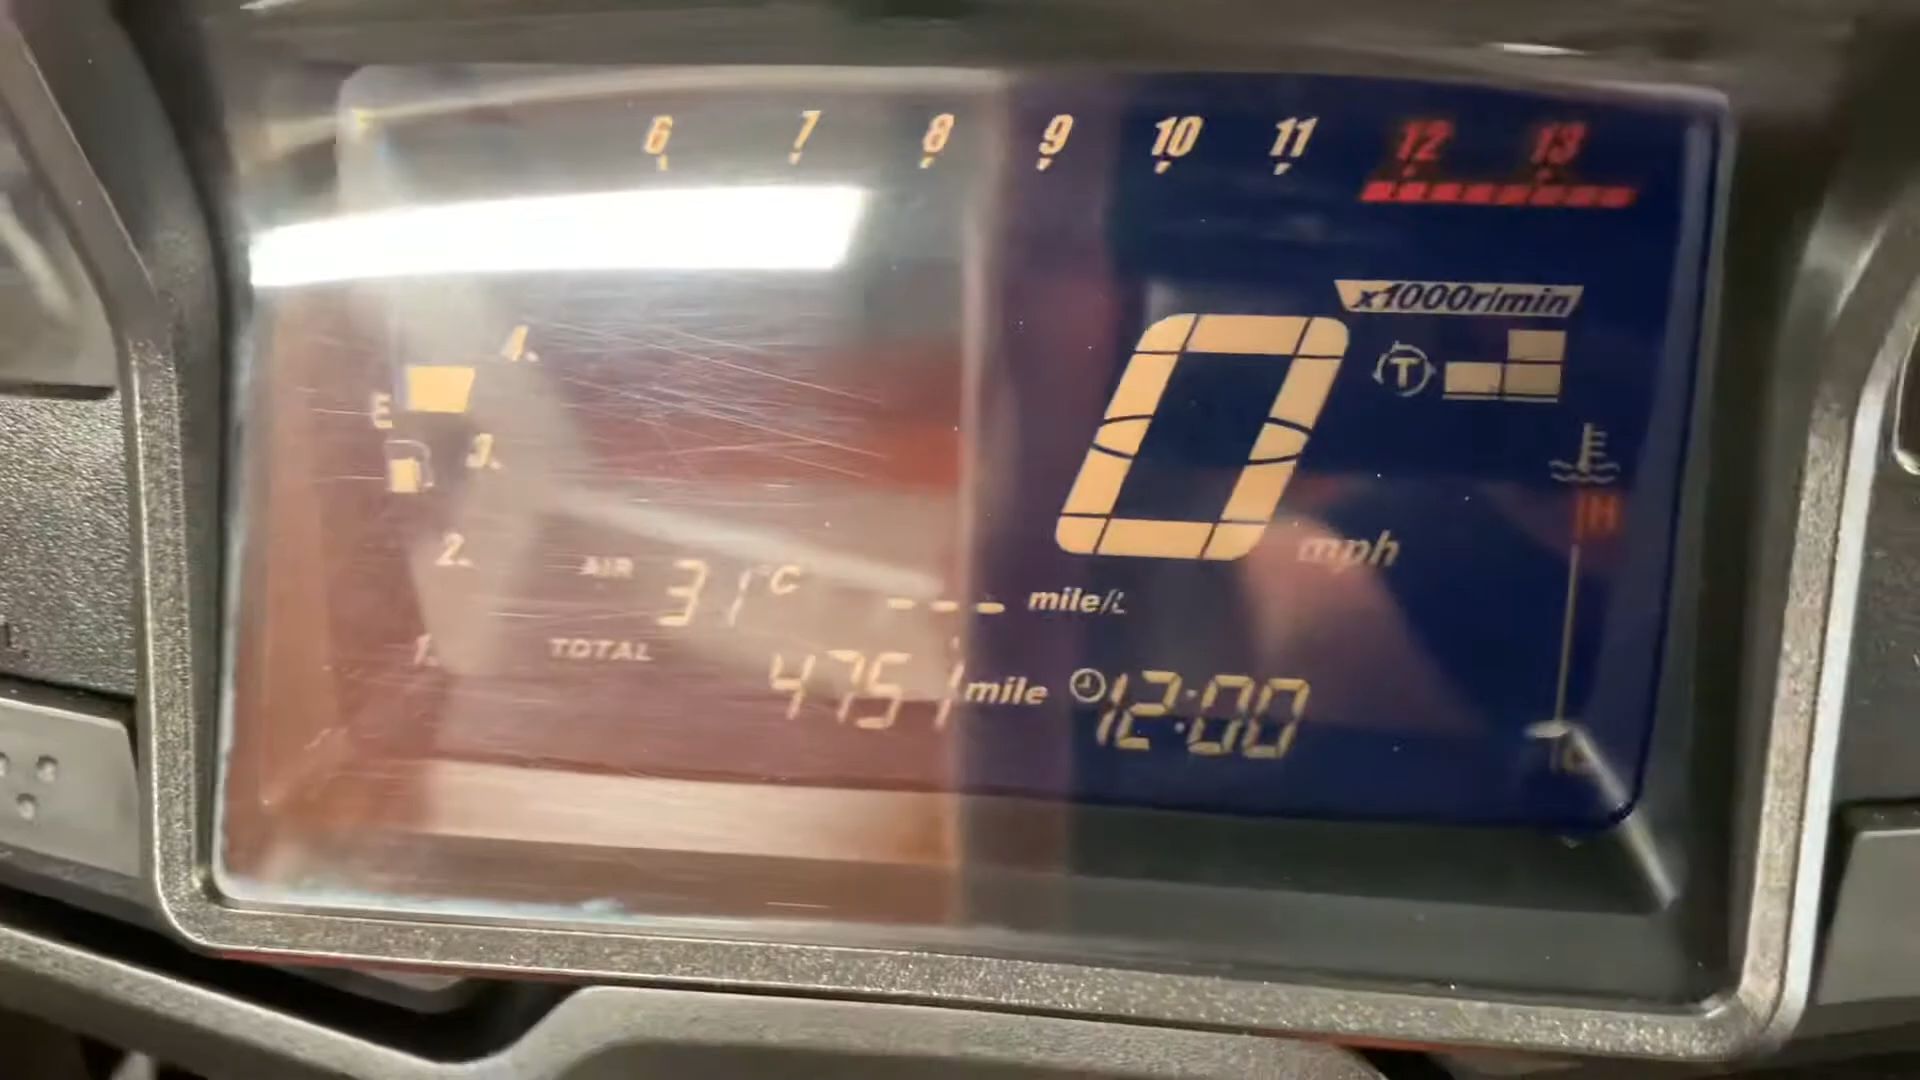 6 7 8 9 10 11 12 13
x1000r/min
4.
E
T
3.
H
2.
AIR 31°C
mph
--- mile/L
1.
TOTAL 4751 mile 12:00